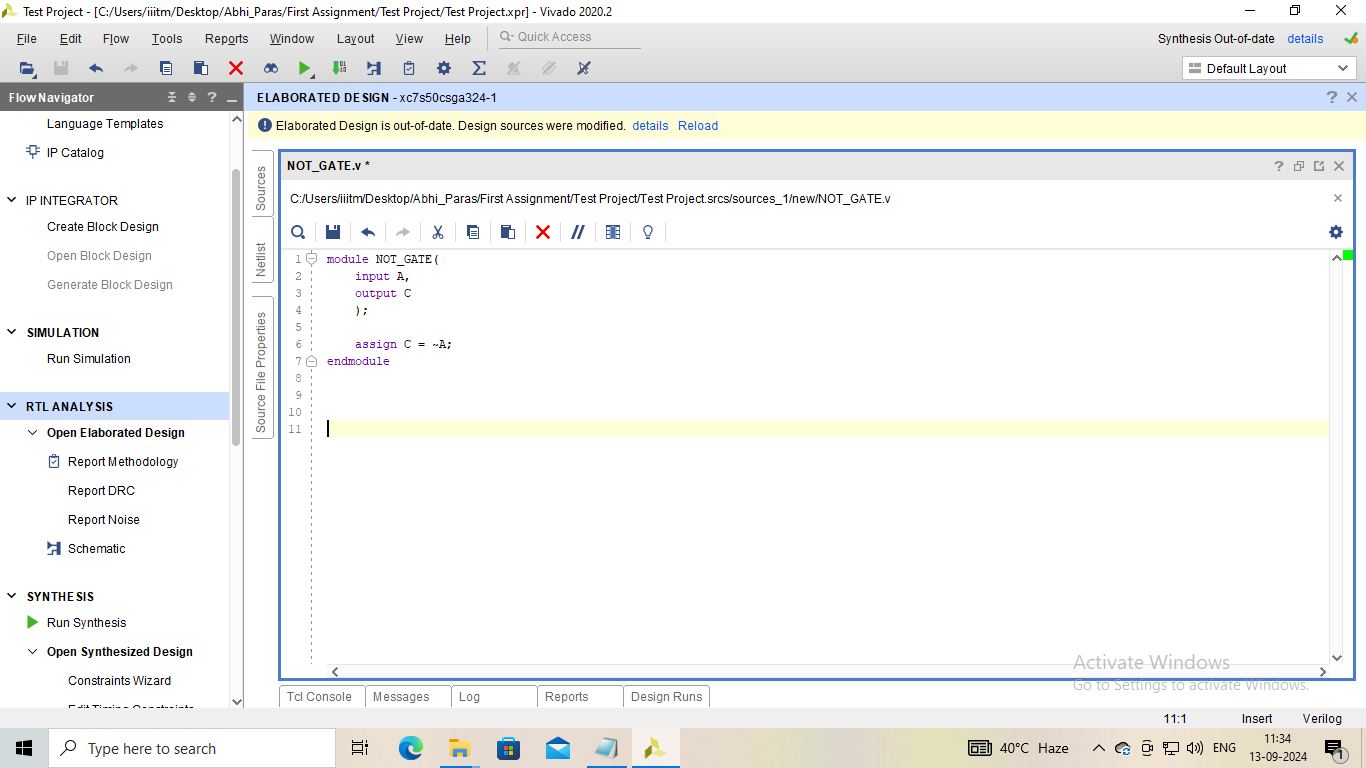 Test Project - [C:/Users/iiitm/Desktop/Abhi_Paras/First Assignment/Test Project/Test Project.xpr] - Vivado 2020.2
File Edit Flow Tools Reports Window Layout View Help Quick Access
Synthesis Out-of-date details
Default Layout
Flow Navigator
Language Templates
IP Catalog
IP INTEGRATOR
Create Block Design
Open Block Design
Generate Block Design
SIMULATION
Run Simulation
RTL ANALYSIS
Open Elaborated Design
Report Methodology
Report DRC
Report Noise
Schematic
SYNTHESIS
Run Synthesis
Open Synthesized Design
Constraints Wizard
Edit Timing Constraints
ELABORATED DESIGN - xc7s50csga324-1
Elaborated Design is out-of-date. Design sources were modified. details Reload
Sources
Netlist
Source File Properties
NOT_GATE.v *
C:/Users/iiitm/Desktop/Abhi_Paras/First Assignment/Test Project/Test Project.srcs/sources_1/new/NOT_GATE.v
1 module NOT_GATE(
2 input A,
3 output C
4 );
5
6 assign C = ~A;
7 endmodule
8
9
10
11
Activate Windows
Go to Settings to activate Windows.
Tcl Console Messages Log Reports Design Runs
11:1 Insert Verilog
Type here to search
40°C Haze
ENG
11:34
13-09-2024
1